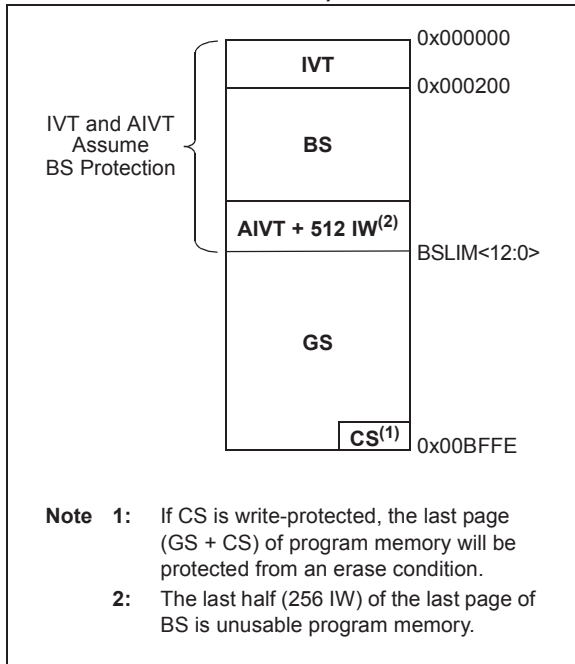 0x000000
IVT
0x000200
IVT and AIVT
Assume
BS Protection
BS
AIVT + 512 IW(2)
BSLIM<12:0>
GS
CS(1)
0x00BFFE
Note 1: If CS is write-protected, the last page
(GS + CS) of program memory will be
protected from an erase condition.
2: The last half (256 IW) of the last page of
BS is unusable program memory.